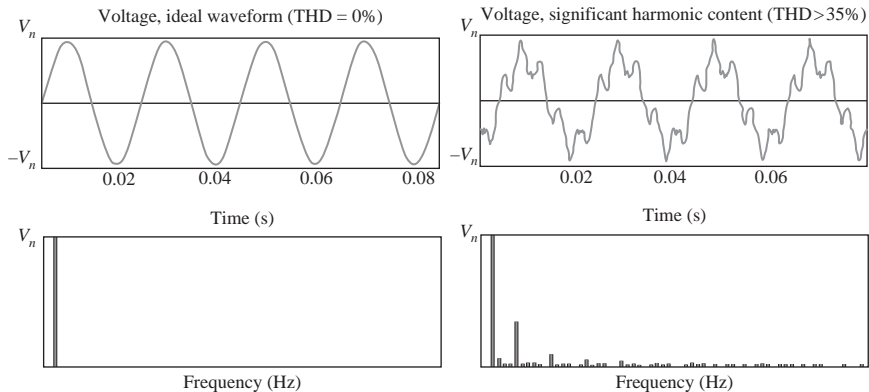 Voltage, ideal waveform (THD = 0%)
Vn
−Vn
0.02 0.04 0.06 0.08
Time (s)
Vn
Frequency (Hz)
Voltage, significant harmonic content (THD>35%)
Vn
−Vn
0.02 0.04 0.06
Time (s)
Vn
Frequency (Hz)